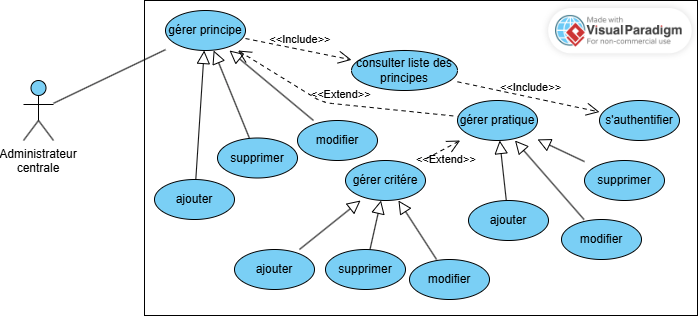 Made with
Visual Paradigm
For non-commercial use
gérer principe
<<Include>>
consulter liste des
principes
<<Include>>
<<Extend>>
gérer pratique
s'authentifier
Administrateur
centrale
modifier
supprimer
<<Extend>>
gérer critére
supprimer
ajouter
ajouter
modifier
ajouter
supprimer
modifier